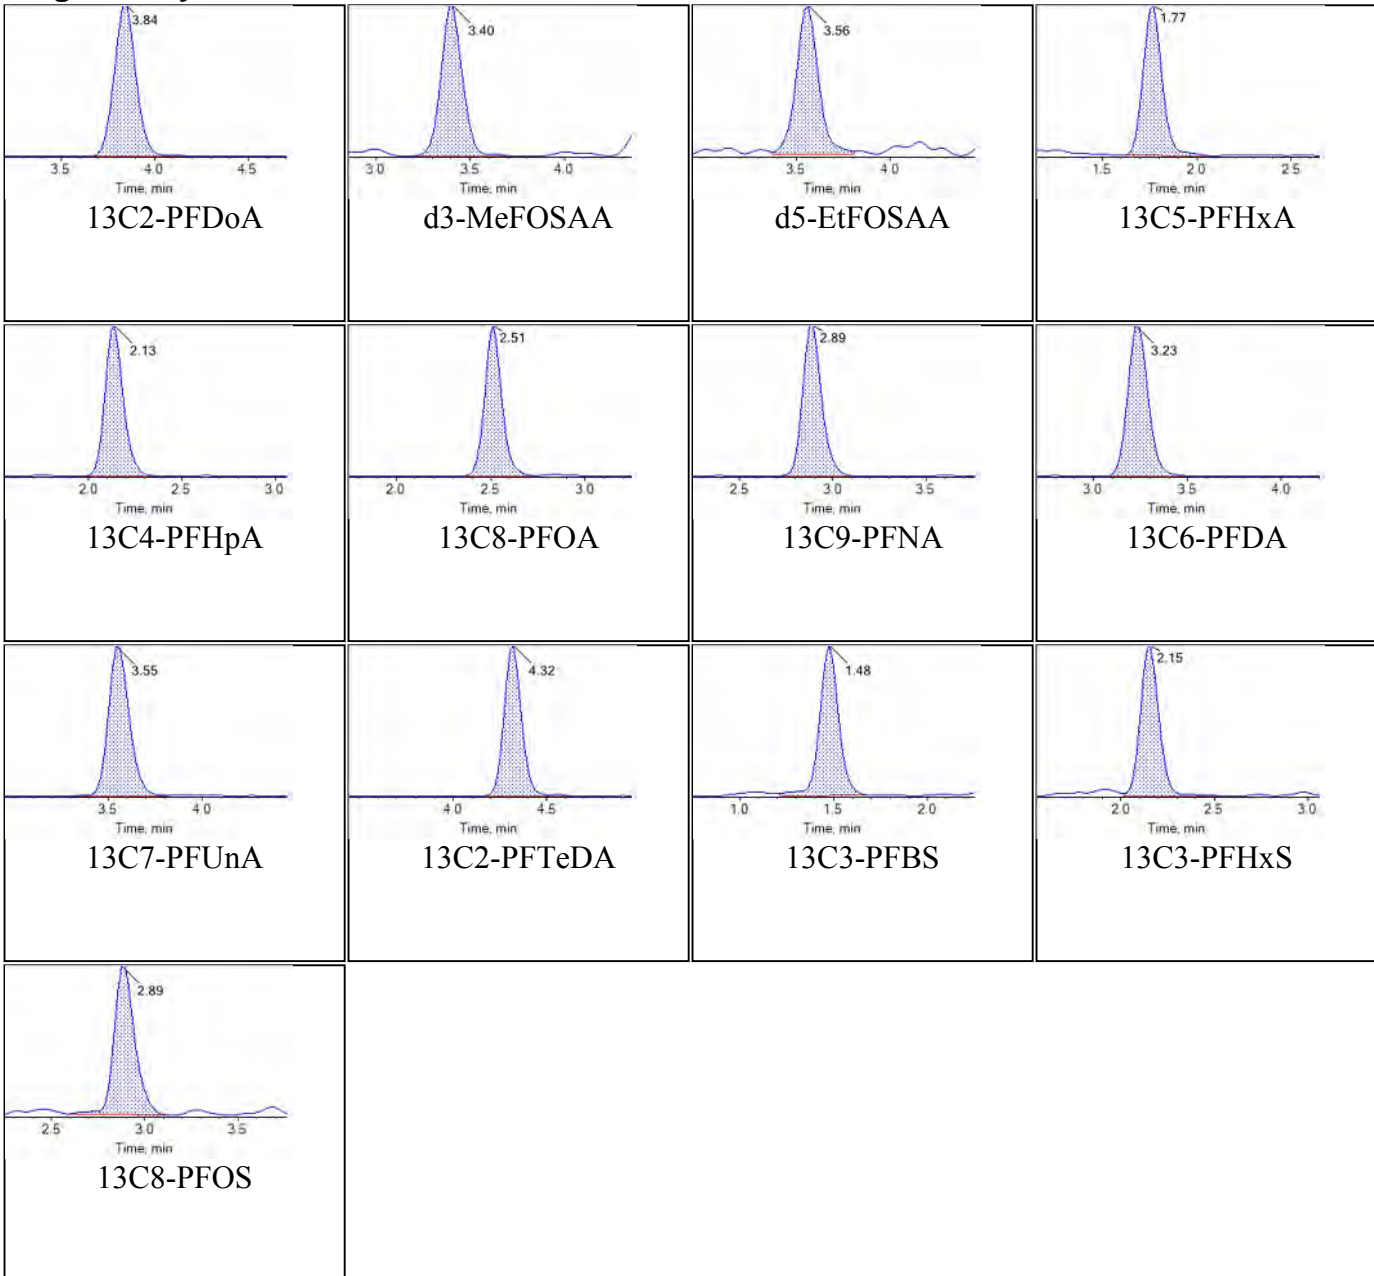 3.84
3.5 4.0 4.5
Time, min
13C2-PFDoA
3.40
3.0 3.5 4.0
Time, min
d3-MeFOSAA
3.56
3.5 4.0
Time, min
d5-EtFOSAA
1.77
1.5 2.0 2.5
Time, min
13C5-PFHxA
2.13
2.0 2.5 3.0
Time, min
13C4-PFHpA
2.51
2.0 2.5 3.0
Time, min
13C8-PFOA
2.89
2.5 3.0 3.5
Time, min
13C9-PFNA
3.23
3.0 3.5 4.0
Time, min
13C6-PFDA
3.55
3.5 4.0
Time, min
13C7-PFUnA
4.32
4.0 4.5
Time, min
13C2-PFTeDA
1.48
1.0 1.5 2.0
Time, min
13C3-PFBS
2.15
2.0 2.5 3.0
Time, min
13C3-PFHxS
2.89
2.5 3.0 3.5
Time, min
13C8-PFOS